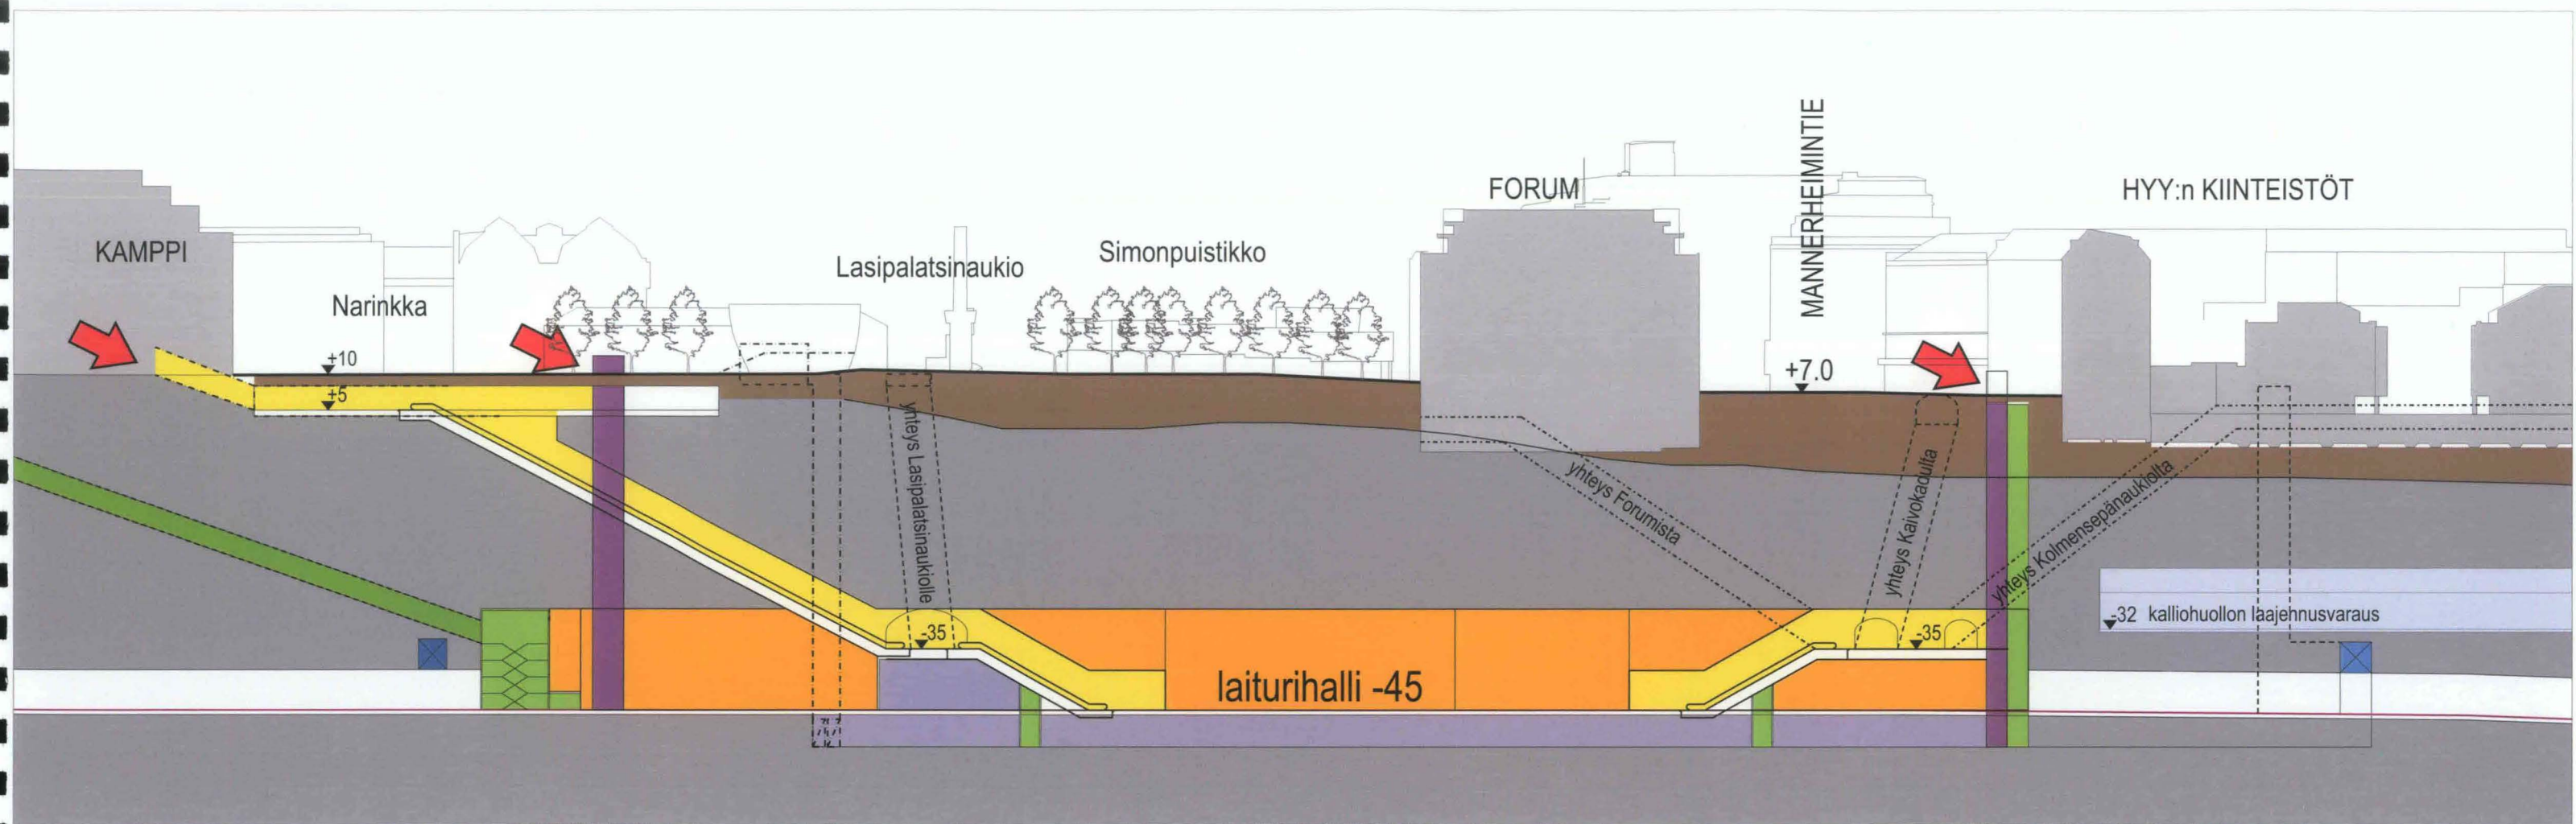 KAMPPI
Narinkka
+10
+5
Lasipalatsinaukio
Simonpuistikko
FORUM
MANNERHEIMINTIE
+7.0
HYY:n KIINTEISTÖT
yhteys Lasipalatsinaukiolle
yhteys Forumista
yhteys Kaivokadulta
yhteys Kolmensepänaukiolta
-35
-35
-32 kalliohuollon laajehnusvaraus
laiturihalli -45